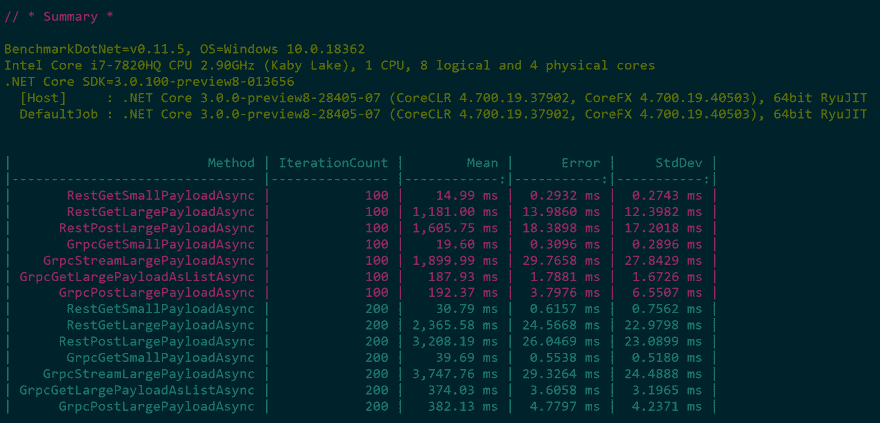 // * Summary *
BenchmarkDotNet=v0.11.5, OS=Windows 10.0.18362
Intel Core i7-7820HQ CPU 2.90GHz (Kaby Lake), 1 CPU, 8 logical and 4 physical cores
.NET Core SDK=3.0.100-preview8-013656
[Host]     : .NET Core 3.0.0-preview8-28405-07 (CoreCLR 4.700.19.37902, CoreFX 4.700.19.40503), 64bit RyuJIT
DefaultJob : .NET Core 3.0.0-preview8-28405-07 (CoreCLR 4.700.19.37902, CoreFX 4.700.19.40503), 64bit RyuJIT
| Method | IterationCount | Mean | Error | StdDev |
|------------------------------ |--------------- |------------:|-----------:|-----------:|
| RestGetSmallPayloadAsync | 100 | 14.99 ms | 0.2932 ms | 0.2743 ms |
| RestGetLargePayloadAsync | 100 | 1,181.00 ms | 13.9860 ms | 12.3982 ms |
| RestPostLargePayloadAsync | 100 | 1,605.75 ms | 18.3898 ms | 17.2018 ms |
| GrpcGetSmallPayloadAsync | 100 | 19.60 ms | 0.3096 ms | 0.2896 ms |
| GrpcStreamLargePayloadAsync | 100 | 1,899.99 ms | 29.7658 ms | 27.8429 ms |
| GrpcGetLargePayloadAsListAsync | 100 | 187.93 ms | 1.7881 ms | 1.6726 ms |
| GrpcPostLargePayloadAsync | 100 | 192.37 ms | 3.7976 ms | 6.5507 ms |
| RestGetSmallPayloadAsync | 200 | 30.79 ms | 0.6157 ms | 0.7562 ms |
| RestGetLargePayloadAsync | 200 | 2,365.58 ms | 24.5668 ms | 22.9798 ms |
| RestPostLargePayloadAsync | 200 | 3,208.19 ms | 26.0469 ms | 23.0899 ms |
| GrpcGetSmallPayloadAsync | 200 | 39.69 ms | 0.5538 ms | 0.5180 ms |
| GrpcStreamLargePayloadAsync | 200 | 3,747.76 ms | 29.3264 ms | 24.4888 ms |
| GrpcGetLargePayloadAsListAsync | 200 | 374.03 ms | 3.6058 ms | 3.1965 ms |
| GrpcPostLargePayloadAsync | 200 | 382.13 ms | 4.7797 ms | 4.2371 ms |